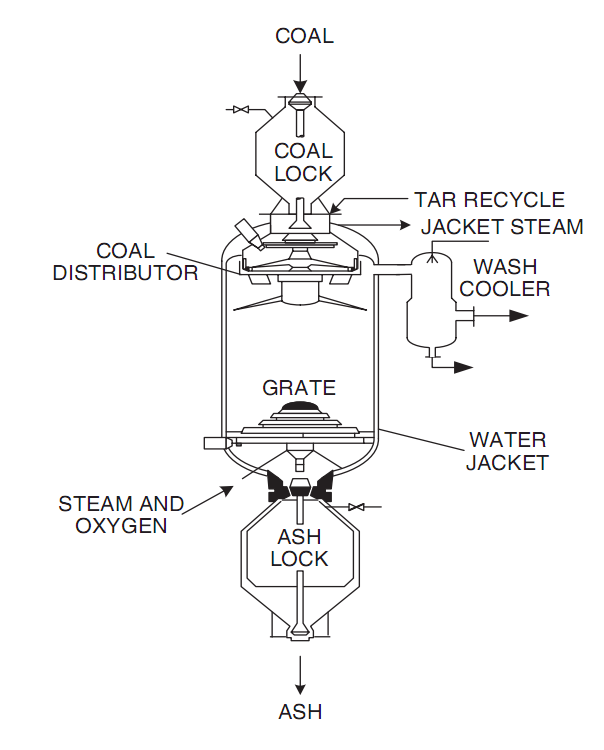 COAL
COAL
LOCK
TAR RECYCLE
JACKET STEAM
COAL
DISTRIBUTOR
WASH
COOLER
GRATE
WATER
JACKET
STEAM AND
OXYGEN
ASH
LOCK
ASH